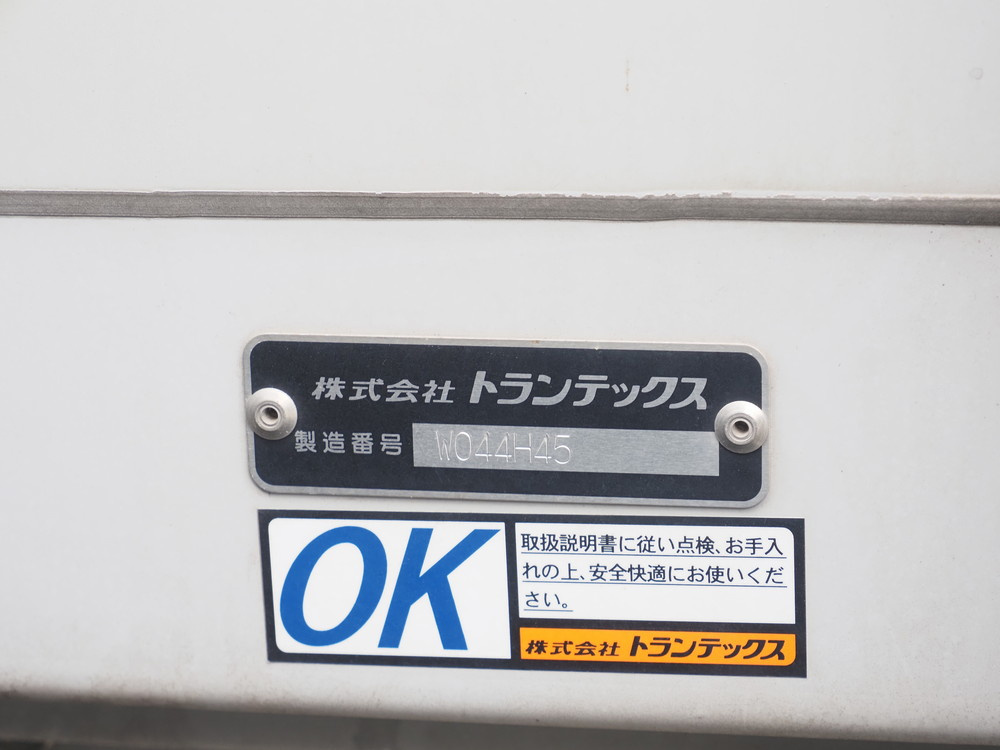 株式会社 トランテックス
製造番号 W044H45
OK
取扱説明書に従い点検、お手入
れの上、安全快適にお使いくだ
さい。
株式会社 トランテックス